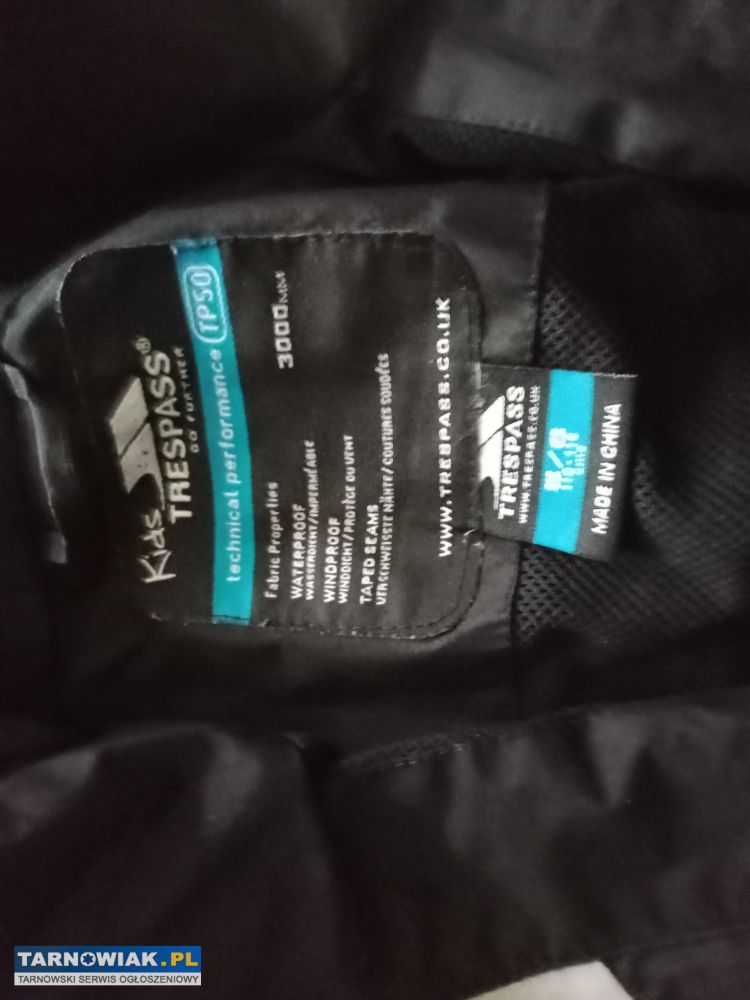 Kids
TRESPASS®
GO FURTHER
technical performance TP50
3000MM
Fabric Properties
WATERPROOF
WASSERDICHT/IMPERMÉABLE
WINDPROOF
WINDDICHT/PROTÈGE DU VENT
TAPED SEAMS
VERSCHWEISSTE NÄHTE/COUTURES SOUDÉES
WWW.TRESPASS.CO.UK
TRESPASS
WWW.TRESPASS.CO.UK
MADE IN CHINA
TARNOWIAK.PL
TARNOWSKI SERWIS OGŁOSZENIOWY